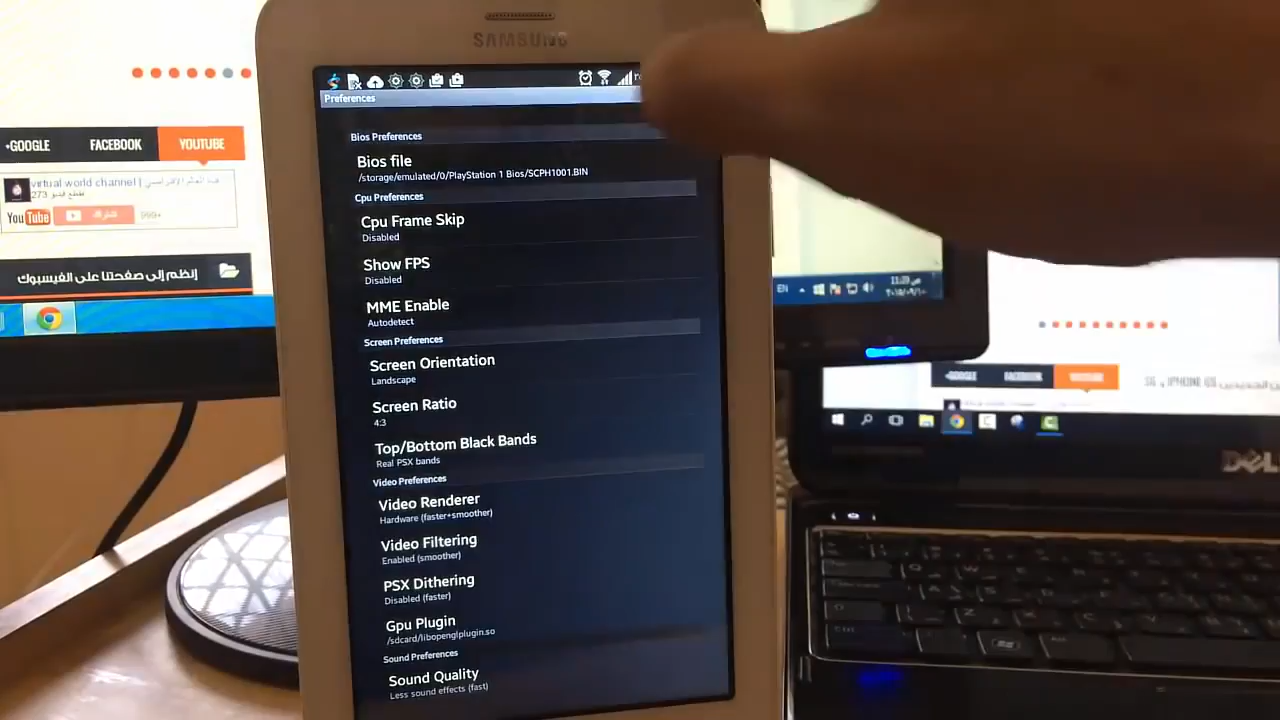 SAMSUNG
Preferences
Bios Preferences
Bios file
/storage/emulated/0/PlayStation 1 Bios/SCPH1001.BIN
Cpu Preferences
Cpu Frame Skip
Disabled
Show FPS
Disabled
MME Enable
Autodetect
Screen Preferences
Screen Orientation
Landscape
Screen Ratio
4:3
Top/Bottom Black Bands
Real PSX bands
Video Preferences
Video Renderer
Hardware (faster+smoother)
Video Filtering
Enabled (smoother)
PSX Dithering
Disabled (faster)
Gpu Plugin
/sdcard/libopenglplugin.so
Sound Preferences
Sound Quality
Less sound effects (fast)
+GOOGLE FACEBOOK YOUTUBE
virtual world channel |
273
YouTube 999+
إنظم إلى صفحتنا على الفيسبوك
EN
+GOOGLE FACEBOOK YOUTUBE
DELL